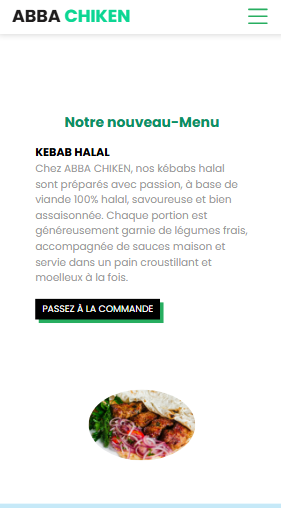 ABBA CHIKEN
Notre nouveau-Menu
KEBAB HALAL
Chez ABBA CHIKEN, nos kébabs halal
sont préparés avec passion, à base de
viande 100% halal, savoureuse et bien
assaisonnée. Chaque portion est
généreusement garnie de légumes frais,
accompagnée de sauces maison et
servie dans un pain croustillant et
moelleux à la fois.
PASSEZ À LA COMMANDE